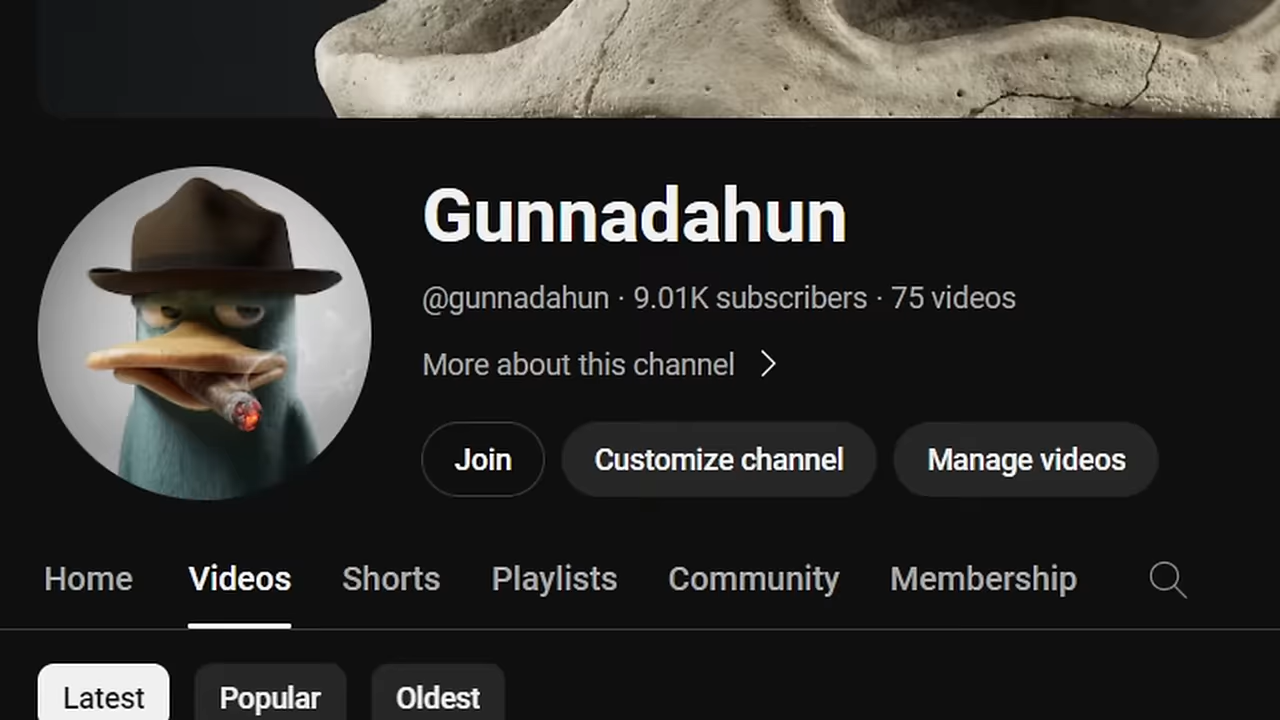 Gunnadahun
@gunnadahun · 9.01K subscribers · 75 videos
More about this channel
Join Customize channel Manage videos
Home Videos Shorts Playlists Community Membership
Latest Popular Oldest